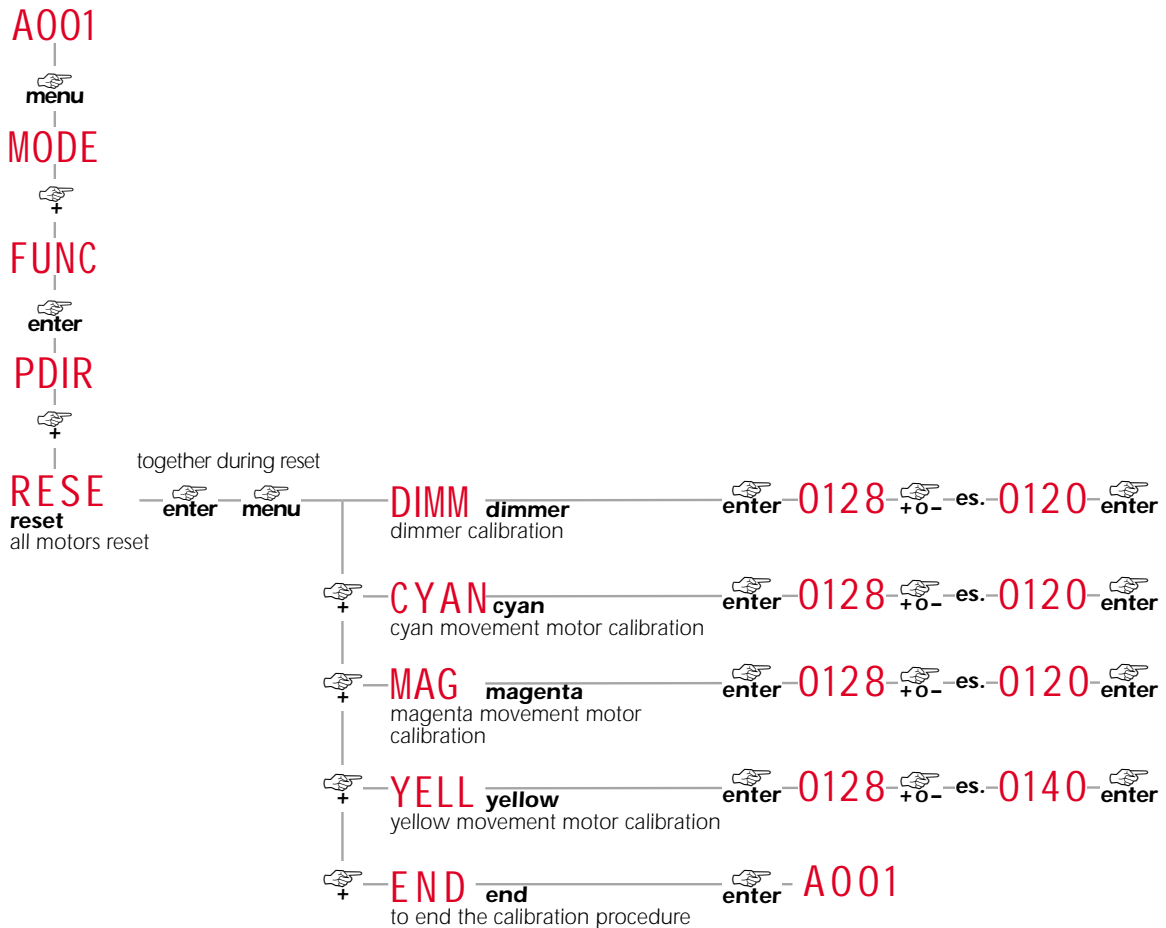 A001
menu
MODE
+
FUNC
enter
PDIR
+
together during reset
RESE enter menu DIMM dimmer enter 0128 +o- es. 0120 enter
reset
all motors reset
dimmer calibration
+ CYAN cyan enter 0128 +o- es. 0120 enter
cyan movement motor calibration
+ MAG magenta enter 0128 +o- es. 0120 enter
magenta movement motor
calibration
+ YELL yellow enter 0128 +o- es. 0140 enter
yellow movement motor calibration
+ END end enter A001
to end the calibration procedure